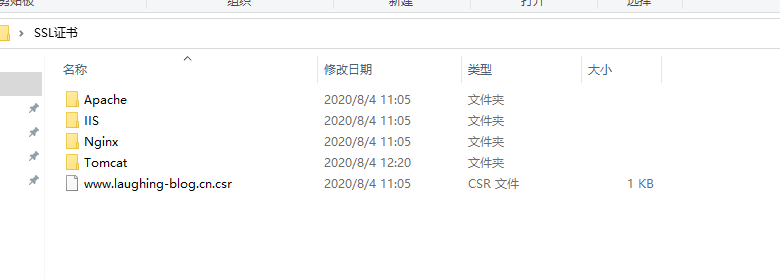 剪贴板 组织 新建 打开 选择
SSL证书
名称 修改日期 类型 大小
Apache 2020/8/4 11:05 文件夹
IIS 2020/8/4 11:05 文件夹
Nginx 2020/8/4 11:05 文件夹
Tomcat 2020/8/4 12:20 文件夹
www.laughing-blog.cn.csr 2020/8/4 11:05 CSR 文件 1 KB